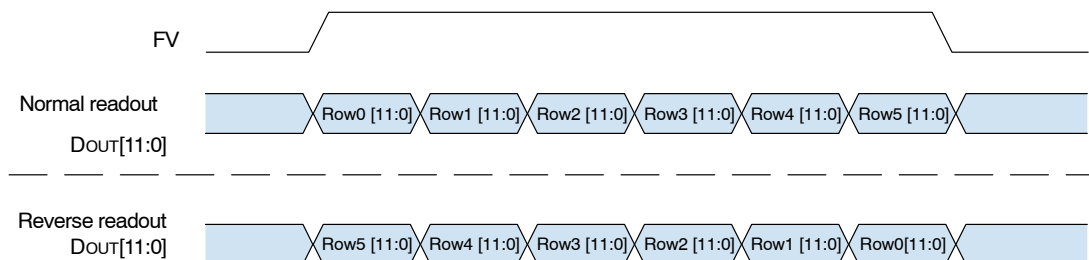 FV
Normal readout
DOUT[11:0]
Row0 [11:0] Row1 [11:0] Row2 [11:0] Row3 [11:0] Row4 [11:0] Row5 [11:0]
Reverse readout
DOUT[11:0]
Row5 [11:0] Row4 [11:0] Row3 [11:0] Row2 [11:0] Row1 [11:0] Row0[11:0]